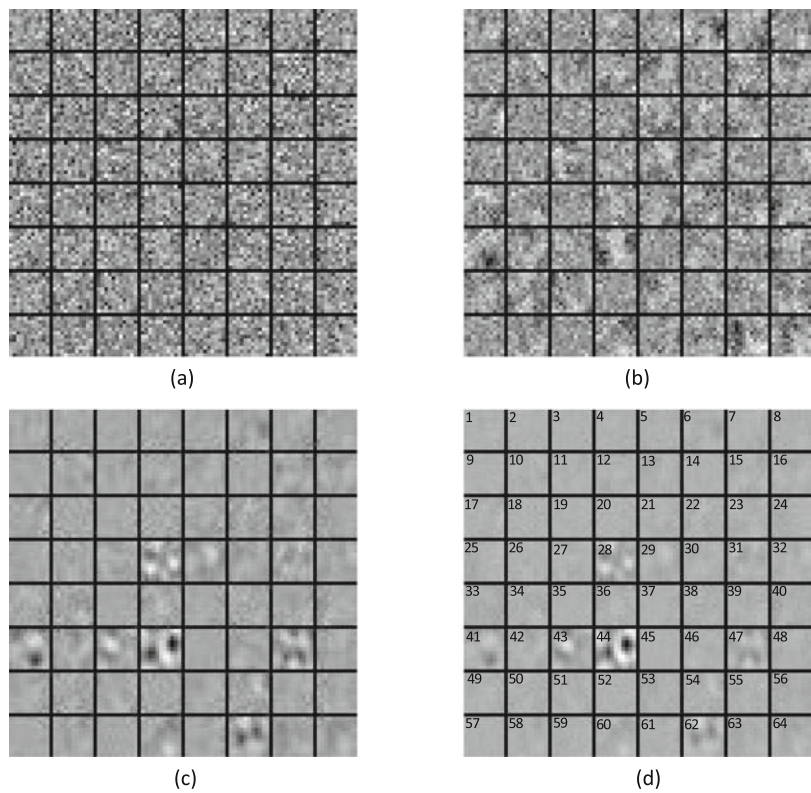 (a)
(b)
1 2 3 4 5 6 7 8
9 10 11 12 13 14 15 16
17 18 19 20 21 22 23 24
25 26 27 28 29 30 31 32
33 34 35 36 37 38 39 40
41 42 43 44 45 46 47 48
49 50 51 52 53 54 55 56
57 58 59 60 61 62 63 64
(c)
(d)